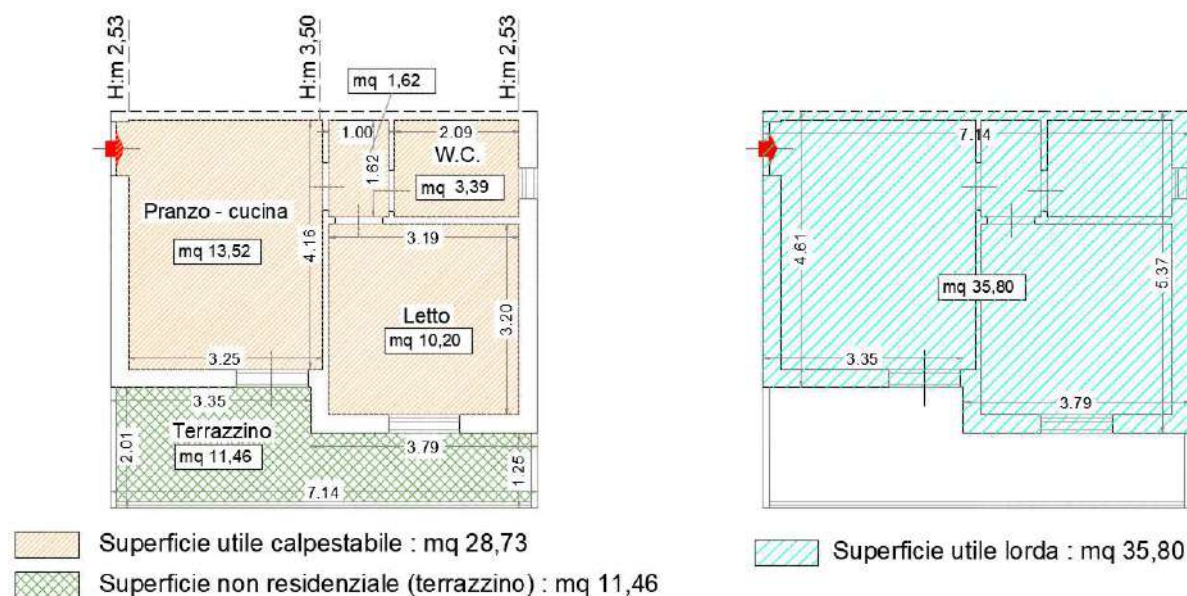 H:m 2,53
H:m 3,50
H:m 2,53
mq 1,62
1.00
2.09
W.C.
1.62
mq 3,39
Pranzo - cucina
mq 13,52
4.16
3.19
Letto
mq 10,20
3.20
3.25
3.35
Terrazzino
mq 11,46
2.01
3.79
1.25
7.14
Superficie utile calpestabile : mq 28,73
Superficie non residenziale (terrazzino) : mq 11,46
7.14
4.61
5.37
mq 35,80
3.35
3.79
Superficie utile lorda : mq 35,80